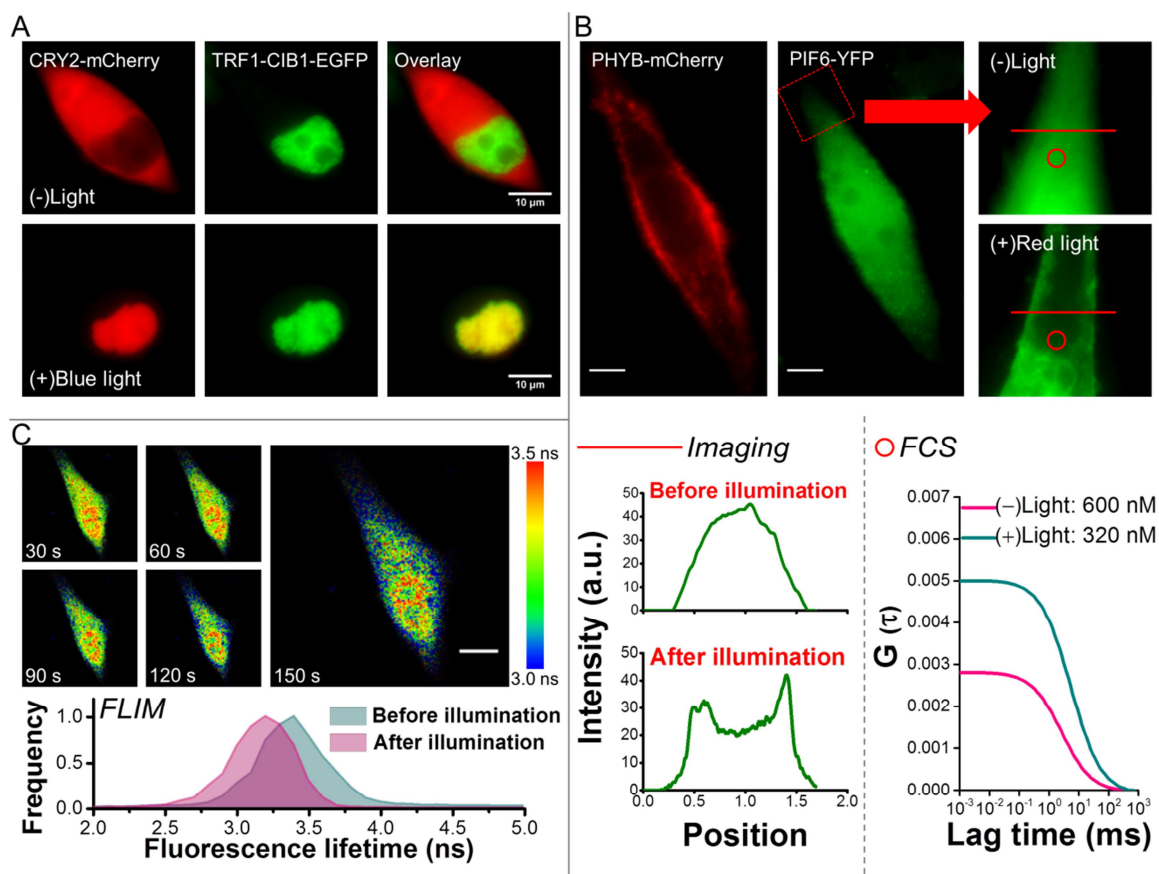 A
CRY2-mCherry
TRF1-CIB1-EGFP
Overlay
(-)Light
10 µm
(+)Blue light
10 µm
B
PHYB-mCherry
PIF6-YFP
(-)Light
(+)Red light
C
30 s
60 s
90 s
120 s
150 s
3.5 ns
3.0 ns
FLIM
Before illumination
After illumination
Frequency
1.0
0.5
0.0
2.0 2.5 3.0 3.5 4.0 4.5 5.0
Fluorescence lifetime (ns)
Imaging
Before illumination
50
40
30
20
10
0
After illumination
50
40
30
20
10
0
0.0 0.5 1.0 1.5 2.0
Intensity (a.u.)
Position
FCS
(−)Light: 600 nM
(+)Light: 320 nM
0.007
0.006
0.005
0.003
0.002
0.001
0.000
G (τ)
10⁻³ 10⁻² 10⁻¹ 10⁰ 10¹ 10² 10³
Lag time (ms)